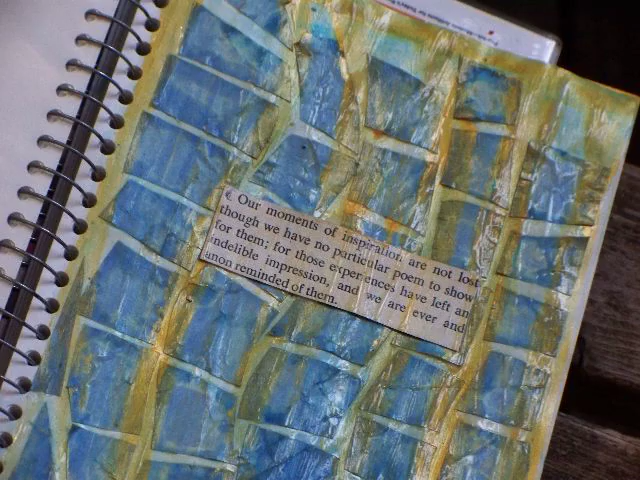 Our moments of inspiration are not lost
though we have no particular poem to show
for them; for those experiences have left an
indelible impression, and we are ever and
anon reminded of them.